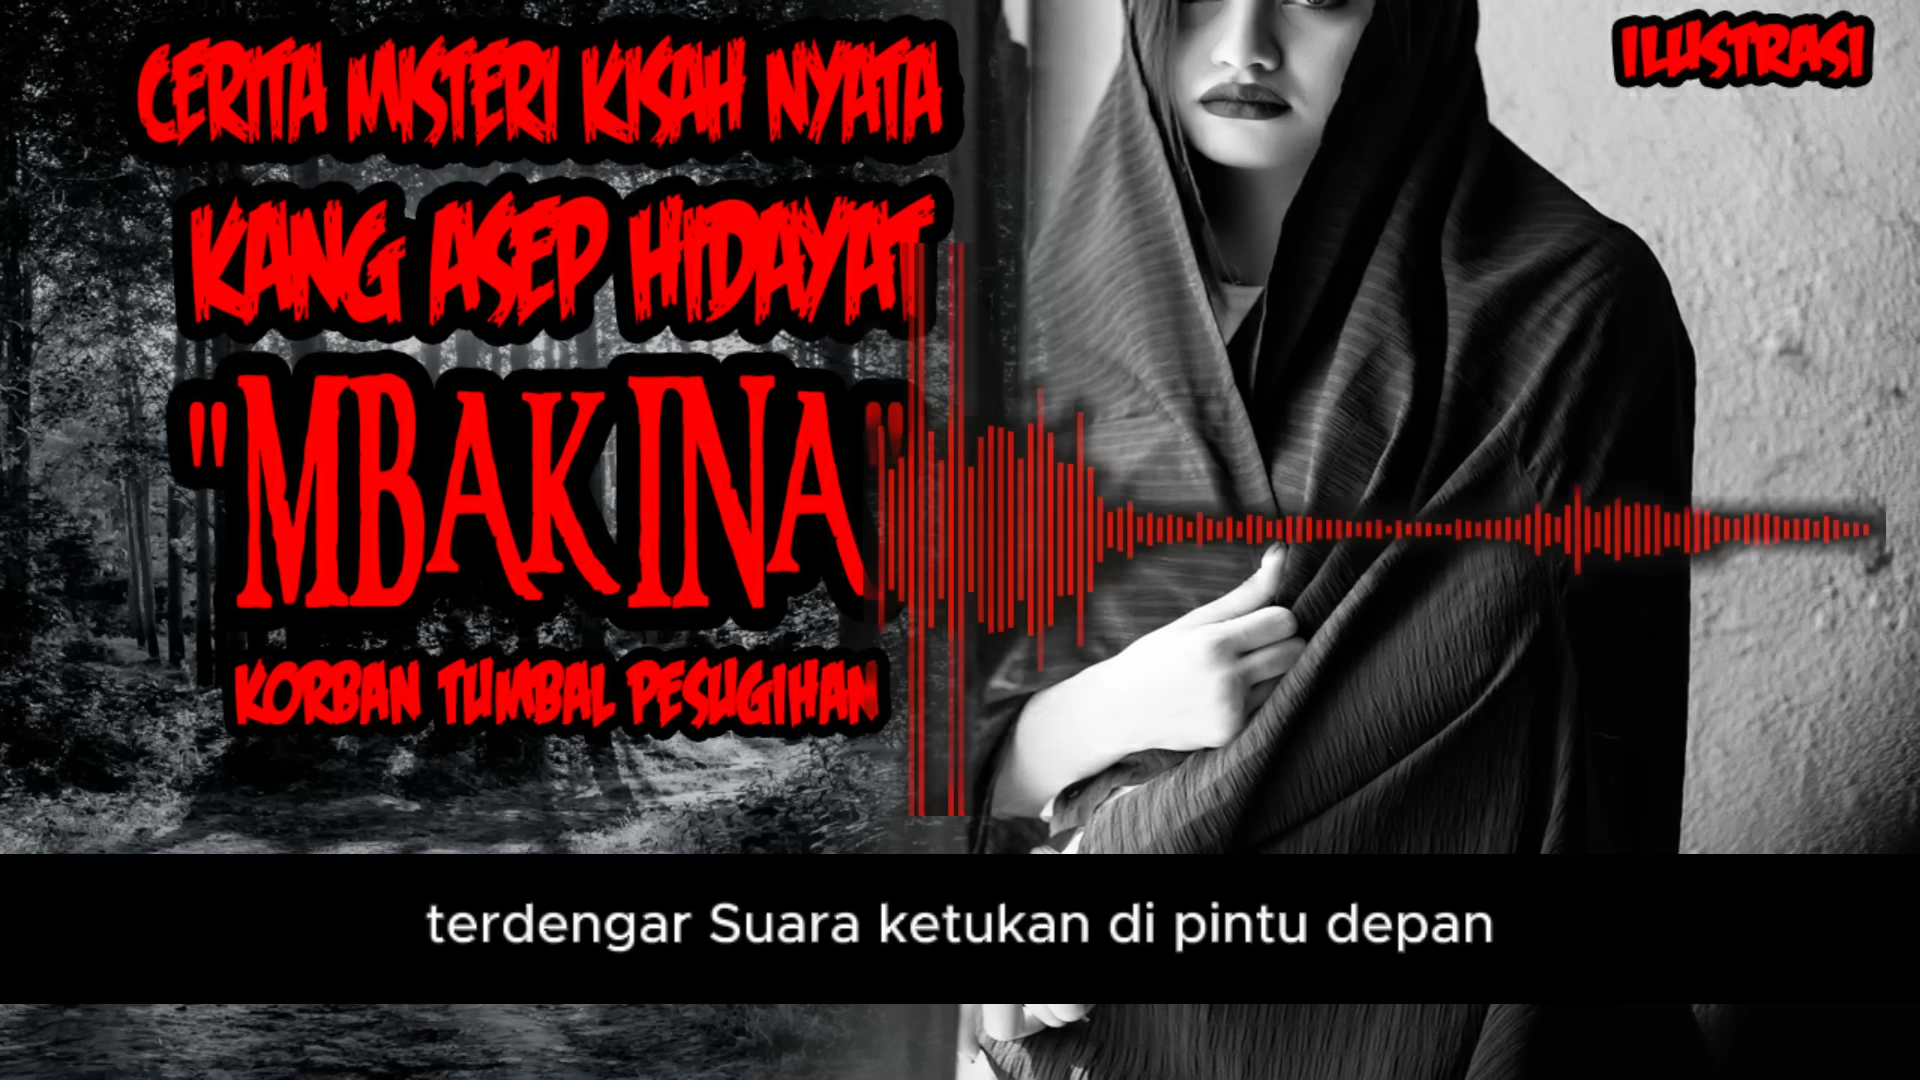 CERITA MISTERI KISAH NYATA
ILUSTRASI
KANG ASEP HIDAYAT
"MBAK INA"
KORBAN TUMBAL PESUGIHAN
terdengar Suara ketukan di pintu depan